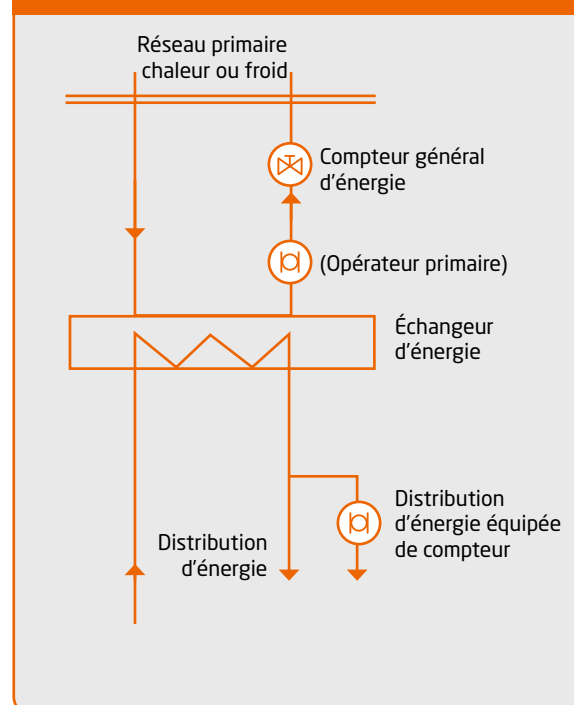 Réseau primaire
chaleur ou froid
Compteur général
d'énergie
(Opérateur primaire)
Échangeur
d'énergie
Distribution
d'énergie équipée
de compteur
Distribution
d'énergie